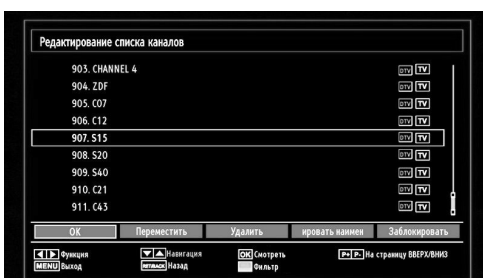 Редактирование списка каналов
903. CHANNEL 4 DTV TV
904. ZDF DTV TV
905. C07 DTV TV
906. C12 DTV TV
907. S15 DTV TV
908. S20 DTV TV
909. S40 DTV TV
910. C21 DTV TV
911. C43 DTV TV
OK Переместить Удалить ировать наимен Заблокировать
Функция Навигация OK Смотреть P+ P- На страницу ВВЕРХ/ВНИЗ
MENU Выход RET/BACK Назад Фильтр